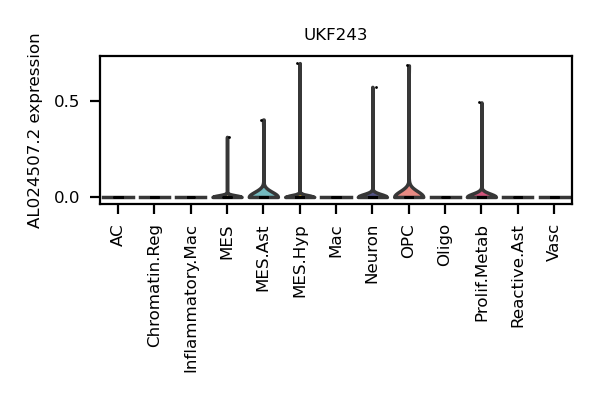 UKF243
AL024507.2 expression
0.5
0.0
AC
Chromatin.Reg
Inflammatory.Mac
MES
MES.Ast
MES.Hyp
Mac
Neuron
OPC
Oligo
Prolif.Metab
Reactive.Ast
Vasc